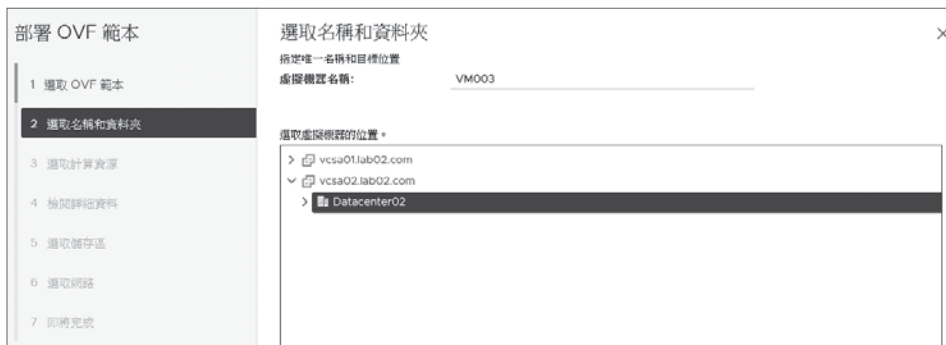 部署 OVF 範本
1 選取 OVF 範本
2 選取名稱和資料夾
3 選取計算資源
4 檢閱詳細資料
5 選取儲存區
6 選取網路
7 即將完成
選取名稱和資料夾
指定唯一名稱和目標位置
虛擬機器名稱: VM003
選取虛擬機器的位置。
vcsa01.lab02.com
vcsa02.lab02.com
Datacenter02